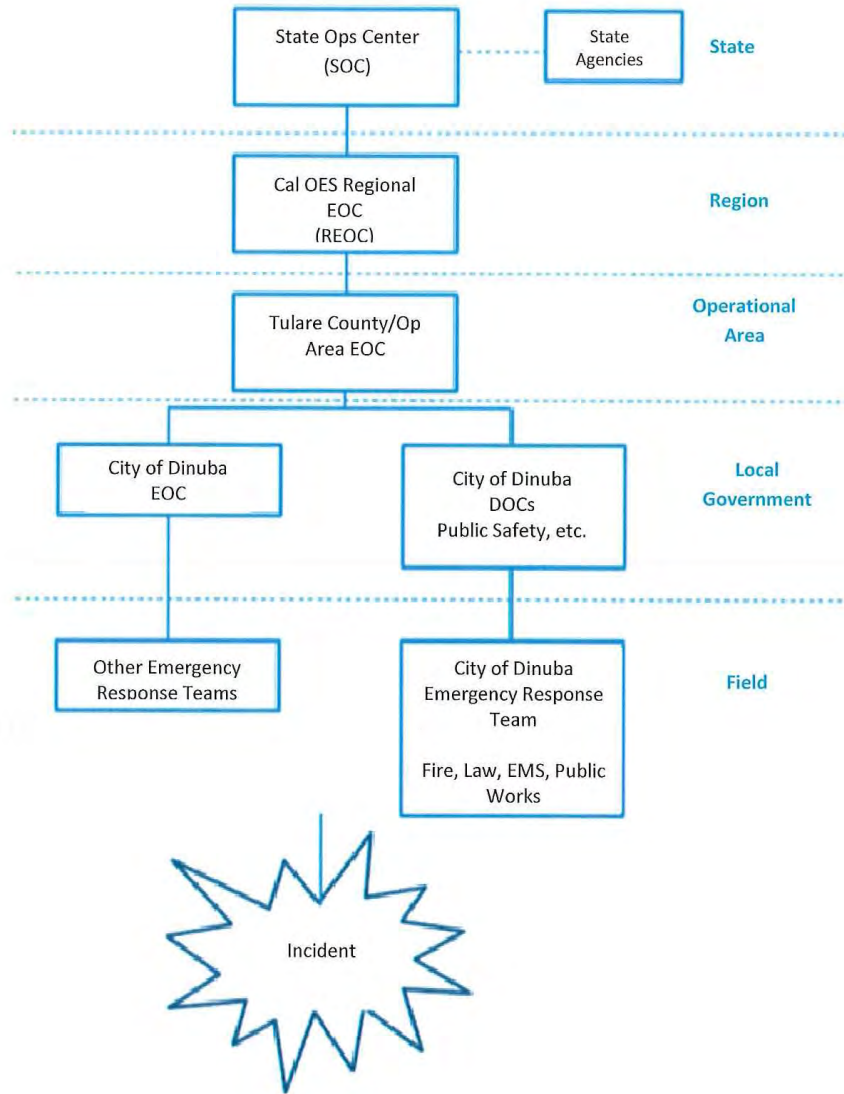 State Ops Center
(SOC)
State
Agencies
State
Cal OES Regional
EOC
(REOC)
Region
Tulare County/Op
Area EOC
Operational
Area
City of Dinuba
EOC
City of Dinuba
DOCs
Public Safety, etc.
Local
Government
Other Emergency
Response Teams
City of Dinuba
Emergency Response
Team
Fire, Law, EMS, Public
Works
Field
Incident